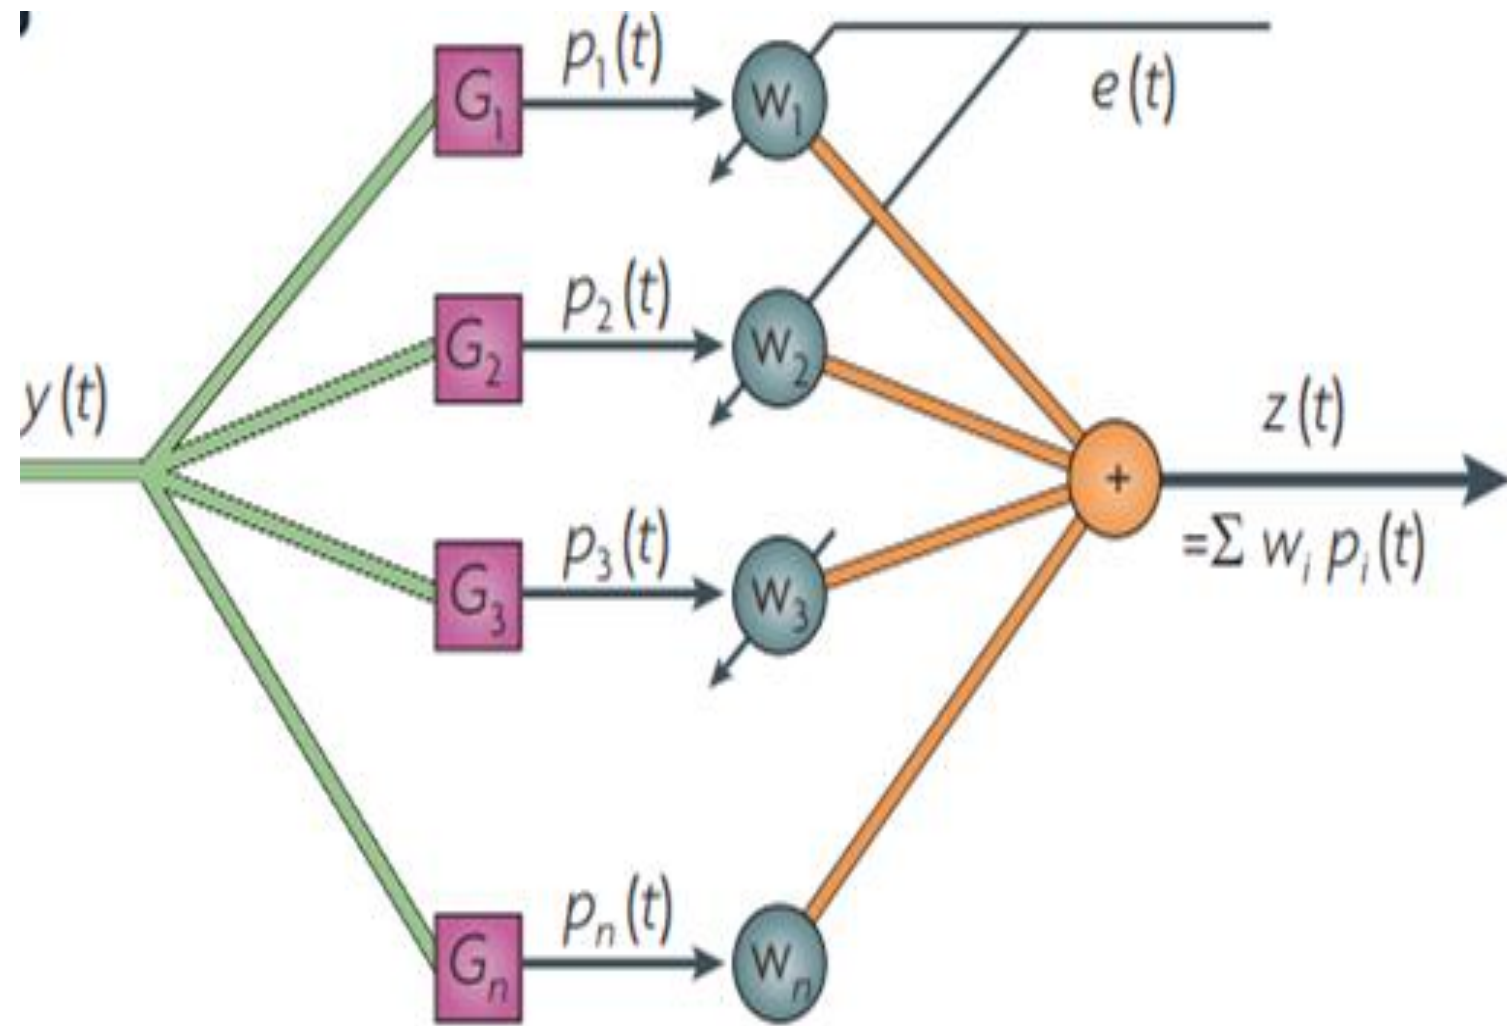 G₁
p₁(t)
w₁
e(t)
G₂
p₂(t)
w₂
y(t)
z(t)
+
=Σ wᵢ pᵢ(t)
G₃
p₃(t)
w₃
Gₙ
pₙ(t)
wₙ